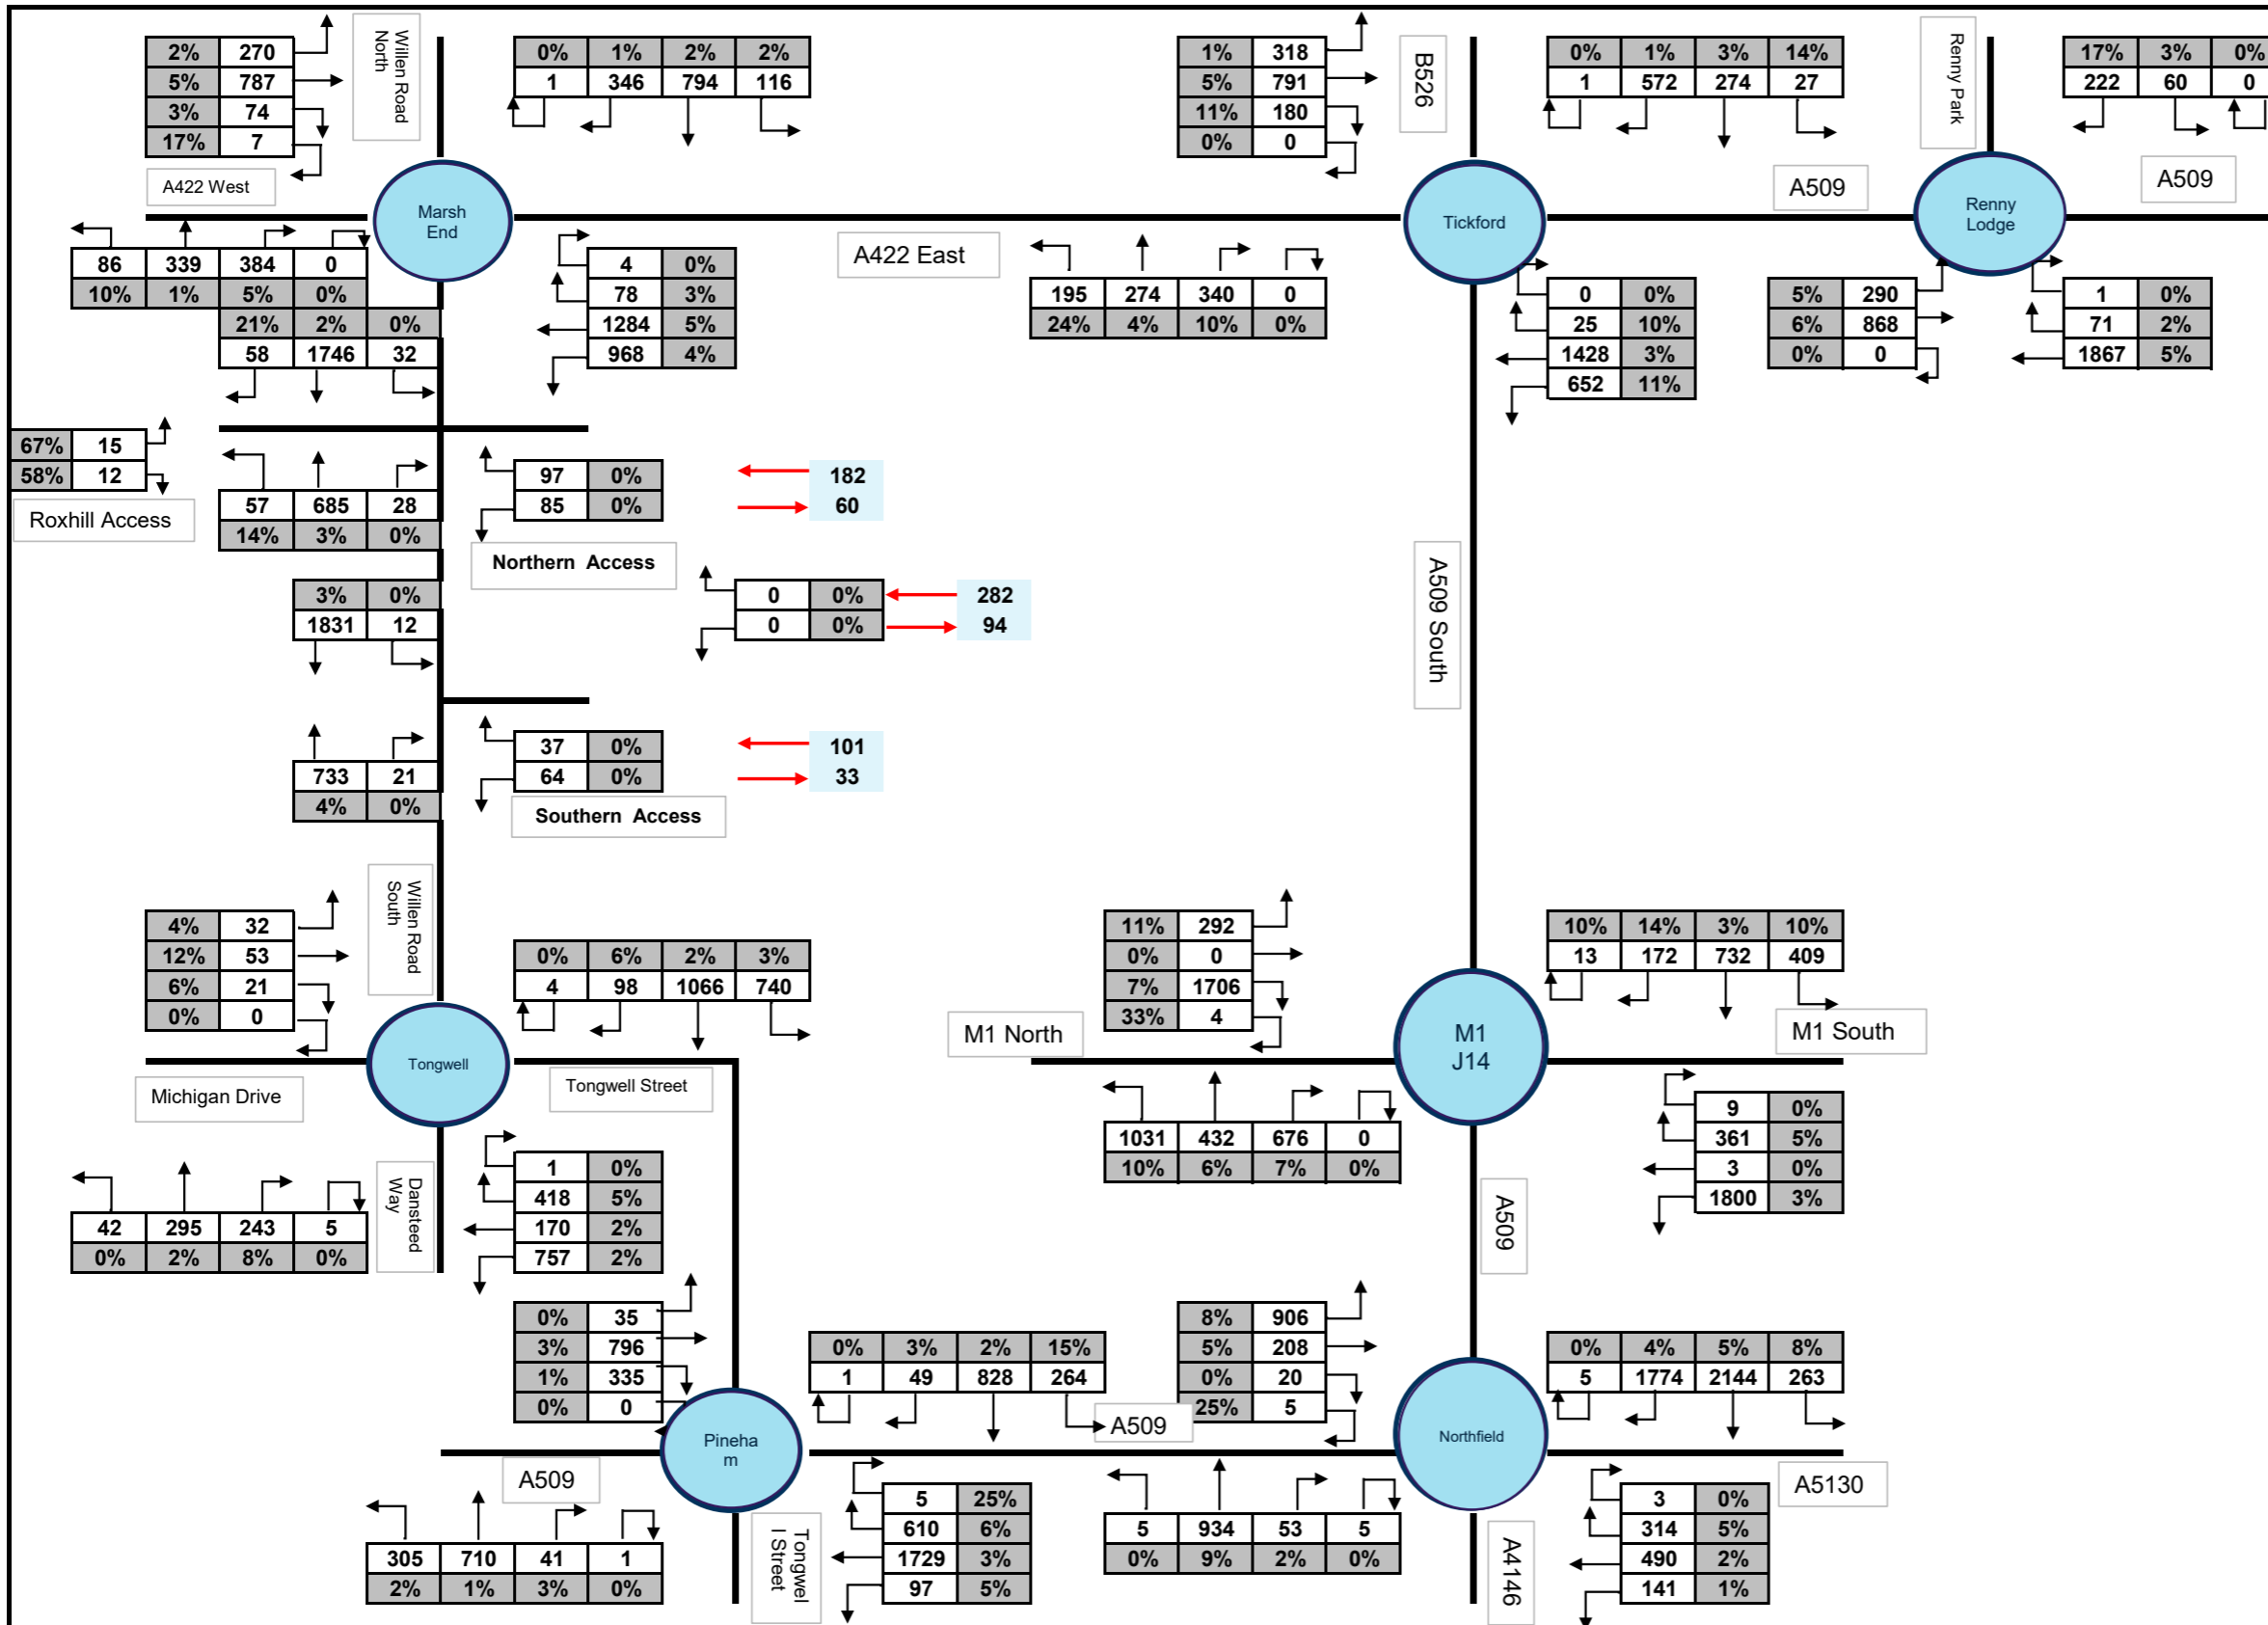 2% 270
5% 787
3% 74
17% 7
Willen Road
North
0% 1% 2% 2%
1 346 794 116
1% 318
5% 791
11% 180
0% 0
B526
0% 1% 3% 14%
1 572 274 27
Renny Park
17% 3% 0%
222 60 0
A422 West
Marsh
End
A422 East
Tickford
A509
Renny
Lodge
A509
86 339 384 0
10% 1% 5% 0%
21% 2% 0%
58 1746 32
4 0%
78 3%
1284 5%
968 4%
195 274 340 0
24% 4% 10% 0%
0 0%
25 10%
1428 3%
652 11%
5% 290
6% 868
0% 0
1 0%
71 2%
1867 5%
67% 15
58% 12
Roxhill Access
57 685 28
14% 3% 0%
97 0%
85 0%
182
60
Northern Access
3% 0%
1831 12
0 0%
0 0%
282
94
A509 South
733 21
4% 0%
37 0%
64 0%
101
33
Southern Access
4% 32
12% 53
6% 21
0% 0
Willen Road
South
0% 6% 2% 3%
4 98 1066 740
11% 292
0% 0
7% 1706
33% 4
10% 14% 3% 10%
13 172 732 409
M1 North
M1
J14
M1 South
Michigan Drive
Tongwell
Tongwell Street
1031 432 676 0
10% 6% 7% 0%
9 0%
361 5%
3 0%
1800 3%
42 295 243 5
0% 2% 8% 0%
Dansteed
Way
1 0%
418 5%
170 2%
757 2%
A509
0% 35
3% 796
1% 335
0% 0
0% 3% 2% 15%
1 49 828 264
8% 906
5% 208
0% 20
25% 5
0% 4% 5% 8%
5 1774 2144 263
A509
Pineha
m
A509
Northfield
A5130
305 710 41 1
2% 1% 3% 0%
Tongwel
l Street
5 25%
610 6%
1729 3%
97 5%
5 934 53 5
0% 9% 2% 0%
A4146
3 0%
314 5%
490 2%
141 1%